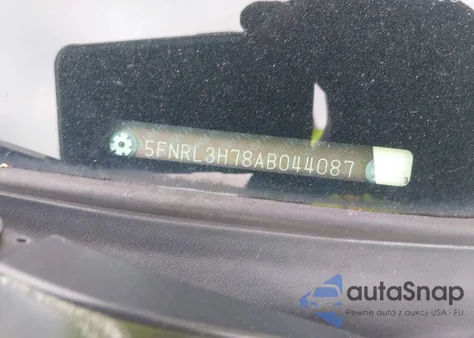 5FNRL3H78AB044087
autaSnap
Pewne auta z aukcji USA i EU